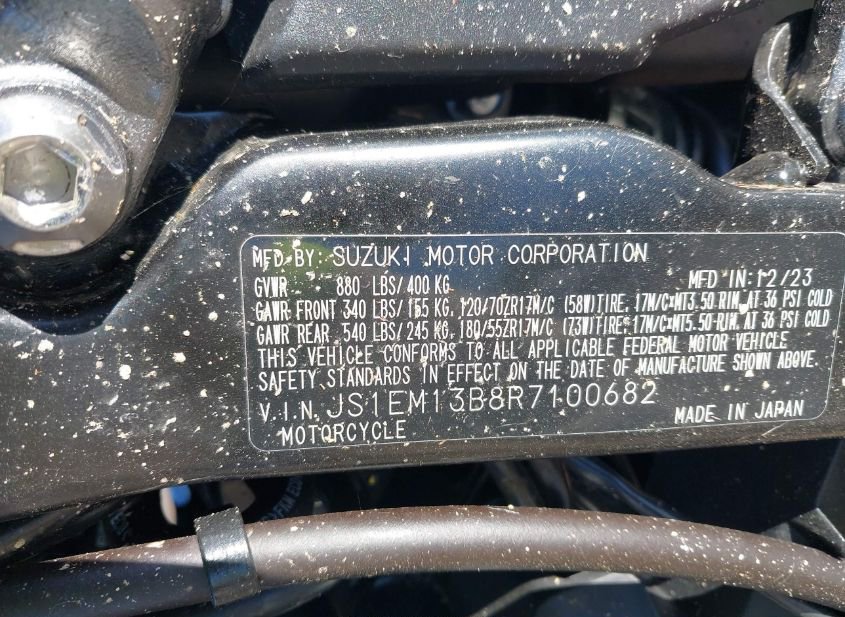 MFD BY: SUZUKI MOTOR CORPORATION
GVWR 880 LBS/400 KG MFD IN:12/23
GAWR FRONT 340 LBS/155 KG, 120/70ZR17M/C (58W)TIRE, 17M/C×MT3.50 RIM, AT 36 PSI COLD
GAWR REAR 540 LBS/245 KG, 180/55ZR17M/C (73W)TIRE, 17M/C×MT5.50 RIM, AT 36 PSI COLD
THIS VEHICLE CONFORMS TO ALL APPLICABLE FEDERAL MOTOR VEHICLE
SAFETY STANDARDS IN EFFECT ON THE DATE OF MANUFACTURE SHOWN ABOVE.
V.I.N. JS1EM13B8R7100682
MOTORCYCLE MADE IN JAPAN